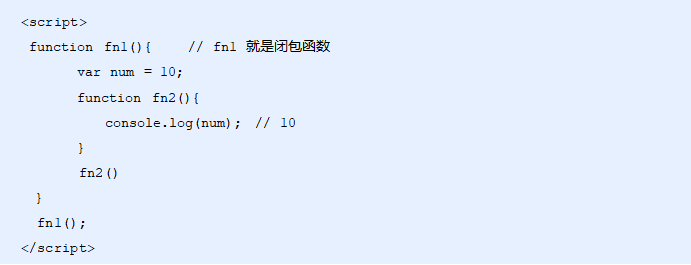 <script>
function fn1(){ // fn1 就是闭包函数
var num = 10;
function fn2(){
console.log(num); // 10
}
fn2()
}
fn1();
</script>